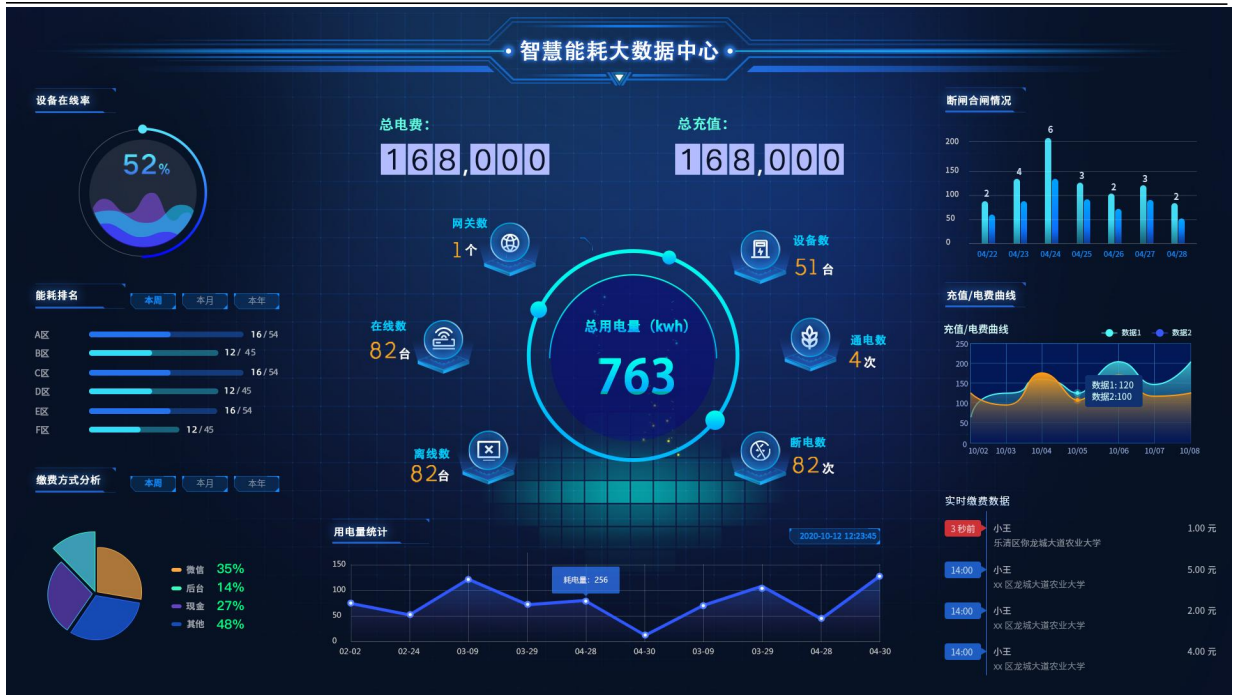 智慧能耗大数据中心
设备在线率
52%
能耗排名
本周 本月 本年
A区 16/54
B区 12/45
C区 16/54
D区 12/45
E区 16/54
F区 12/45
缴费方式分析
本周 本月 本年
微信 35%
后台 14%
现金 27%
其他 48%
总电费:
168,000
总充值:
168,000
网关数
1个
设备数
51台
在线数
82台
总用电量（kwh）
763
通电数
4次
离线数
82台
断电数
82次
用电量统计
2020-10-12 12:23:45
150
100
50
0
耗电量: 256
02-02 02-24 03-09 03-29 04-28 04-30 03-09 03-29 04-28 04-30
断闸合闸情况
200
150
100
50
0
2 4 6 3 2 3 2
04/22 04/23 04/24 04/25 04/26 04/27 04/28
充值/电费曲线
充值/电费曲线
数据1 数据2
250
200
150
100
50
0
数据1: 120
数据2:100
10/02 10/03 10/04 10/05 10/06 10/07 10/08
实时缴费数据
3 秒前 小王 1.00 元
乐清区你龙城大道农业大学
14:00 小王 5.00 元
xx 区龙城大道农业大学
14:00 小王 2.00 元
xx 区龙城大道农业大学
14:00 小王 4.00 元
xx 区龙城大道农业大学